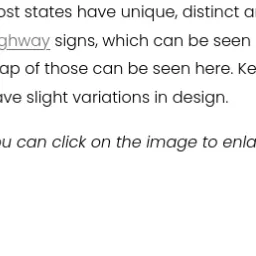 ost states have unique, distinct a
ghway signs, which can be seen
ap of those can be seen here. Ke
ave slight variations in design.
ou can click on the image to enla